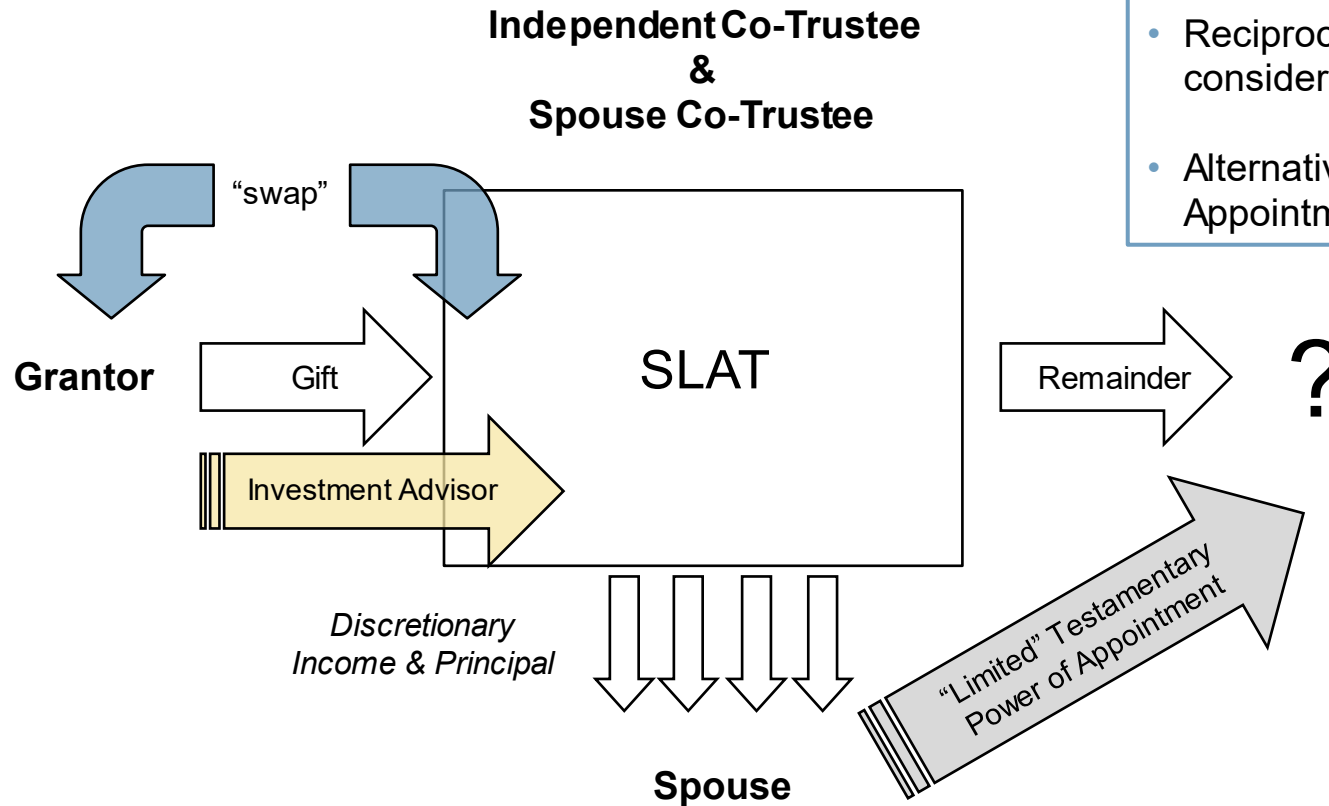 Independent Co-Trustee
&
Spouse Co-Trustee
“swap”
Grantor
Gift
SLAT
Remainder
?
Investment Advisor
Discretionary
Income & Principal
“Limited” Testamentary
Power of Appointment
Spouse